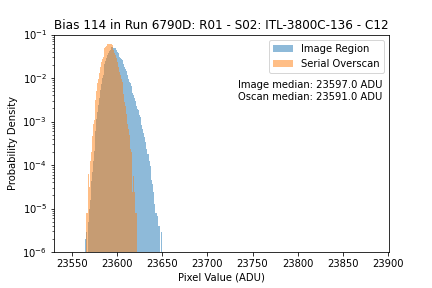 Bias 114 in Run 6790D: R01 - S02: ITL-3800C-136 - C12
Image Region
Serial Overscan
Image median: 23597.0 ADU
Oscan median: 23591.0 ADU
Probability Density
10⁻¹
10⁻²
10⁻³
10⁻⁴
10⁻⁵
10⁻⁶
23550 23600 23650 23700 23750 23800 23850 23900
Pixel Value (ADU)